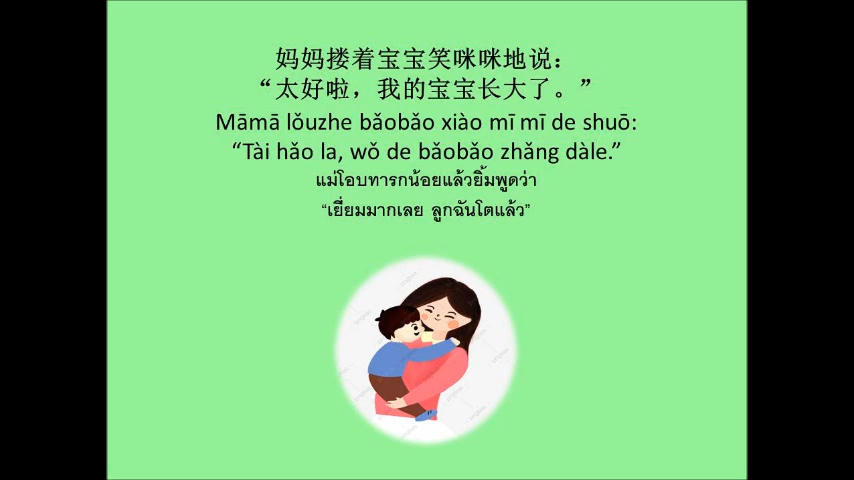 妈妈搂着宝宝笑咪咪地说：
“太好啦，我的宝宝长大了。”
Māmā lǒuzhe bǎobǎo xiào mī mī de shuō:
“Tài hǎo la, wǒ de bǎobǎo zhǎng dàle.”
แม่โอบทารกน้อยแล้วยิ้มพูดว่า
“เยี่ยมมากเลย ลูกฉันโตแล้ว”